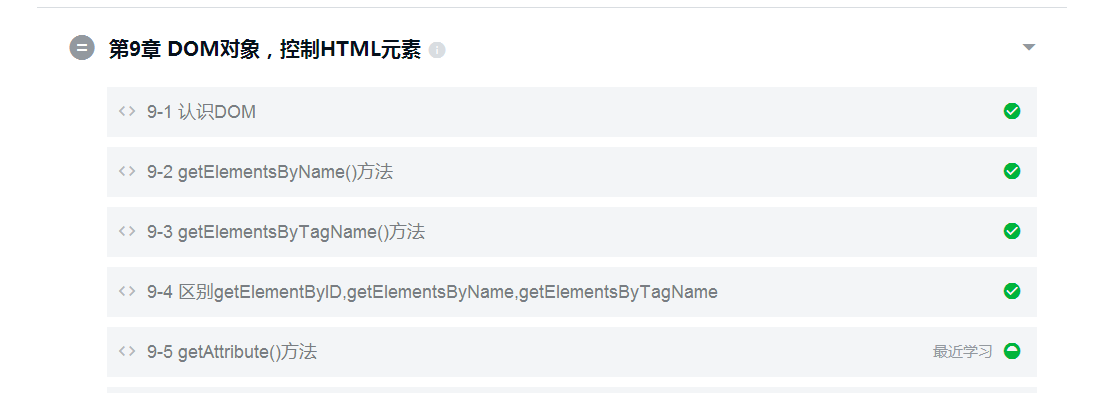 第9章 DOM对象，控制HTML元素
9-1 认识DOM
9-2 getElementsByName()方法
9-3 getElementsByTagName()方法
9-4 区别getElementByID,getElementsByName,getElementsByTagName
9-5 getAttribute()方法 最近学习